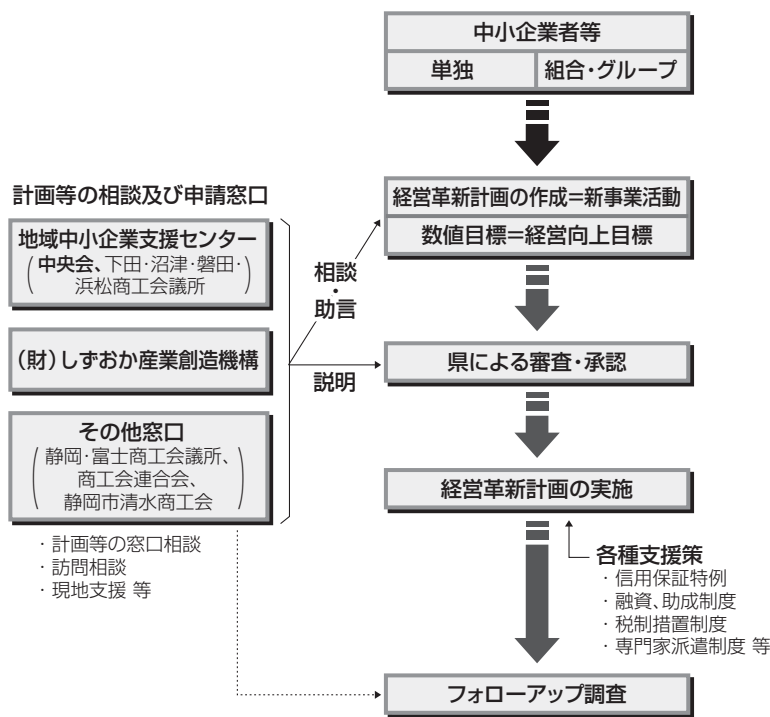 中小企業者等
単独
組合・グループ
計画等の相談及び申請窓口
地域中小企業支援センター
(中央会、下田・沼津・磐田・
浜松商工会議所)
(財)しずおか産業創造機構
その他窓口
(静岡・富士商工会議所、
商工会連合会、
静岡市清水商工会)
・計画等の窓口相談
・訪問相談
・現地支援 等
相談
・
助言
説明
経営革新計画の作成=新事業活動
数値目標=経営向上目標
県による審査・承認
経営革新計画の実施
各種支援策
・信用保証特例
・融資、助成制度
・税制措置制度
・専門家派遣制度 等
フォローアップ調査